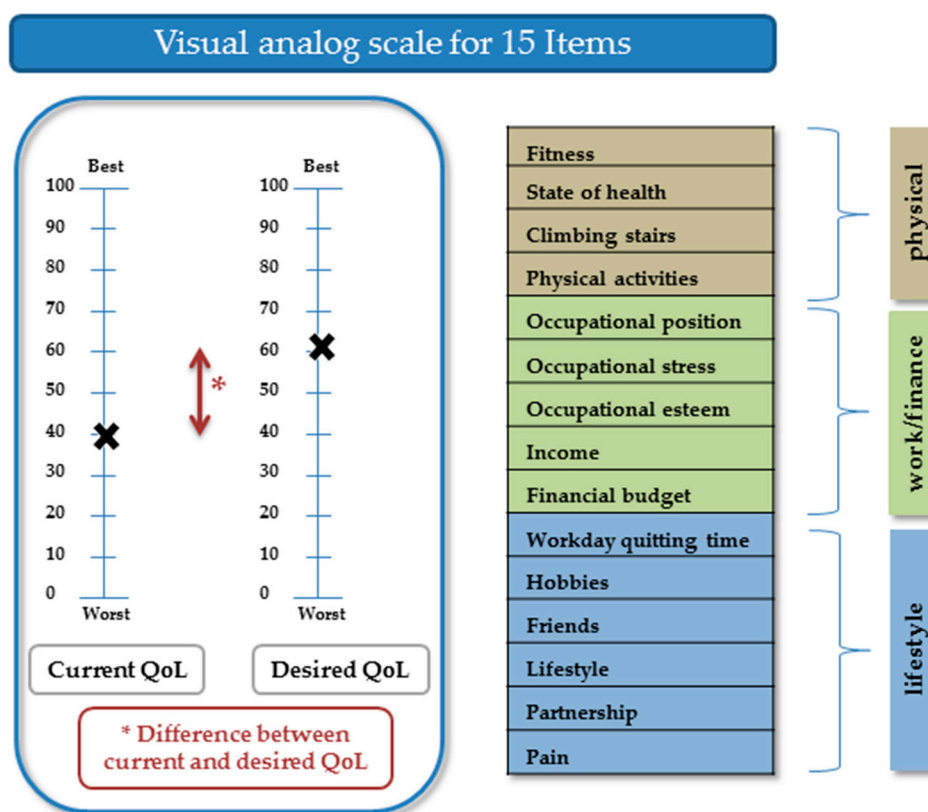 Visual analog scale for 15 Items
Best
100
90
80
70
60
50
40
30
20
10
0
Worst
Current QoL
*
Best
100
90
80
70
60
50
40
30
20
10
0
Worst
Desired QoL
* Difference between
current and desired QoL
Fitness
State of health
Climbing stairs
Physical activities
Occupational position
Occupational stress
Occupational esteem
Income
Financial budget
Workday quitting time
Hobbies
Friends
Lifestyle
Partnership
Pain
physical
work/finance
lifestyle